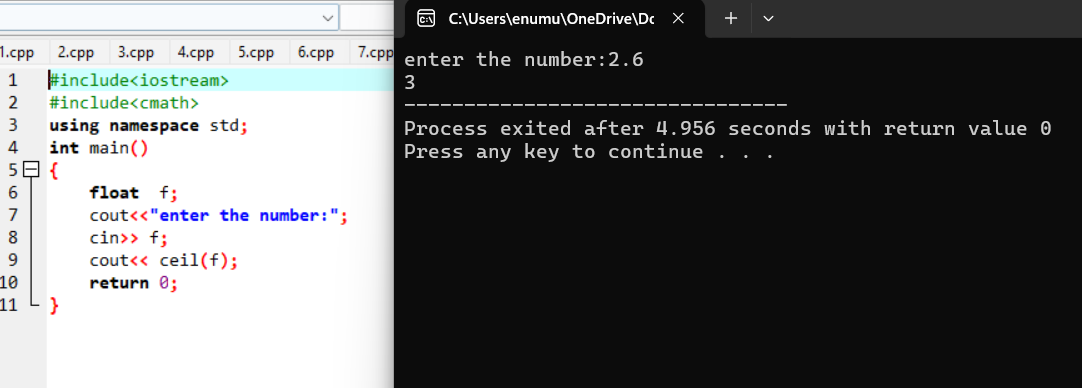 1.cpp 2.cpp 3.cpp 4.cpp 5.cpp 6.cpp 7.cpp
1 #include<iostream>
2 #include<cmath>
3 using namespace std;
4 int main()
5 {
6 float  f;
7 cout<<"enter the number:";
8 cin>> f;
9 cout<< ceil(f);
10 return 0;
11 }
C:\Users\enumu\OneDrive\Dc
enter the number:2.6
3
--------------------------------
Process exited after 4.956 seconds with return value 0
Press any key to continue . . .